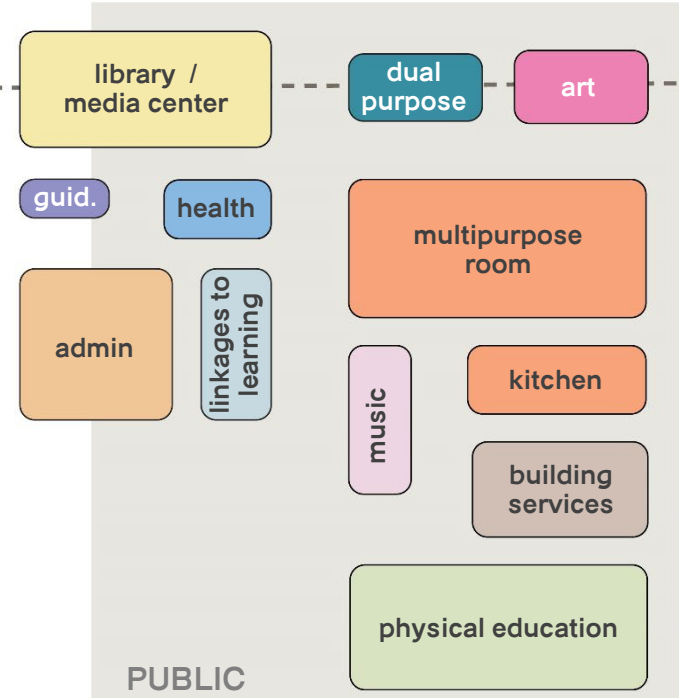 library /
media center
dual
purpose
art
guid.
health
multipurpose
room
admin
linkages to
learning
music
kitchen
building
services
physical education
PUBLIC